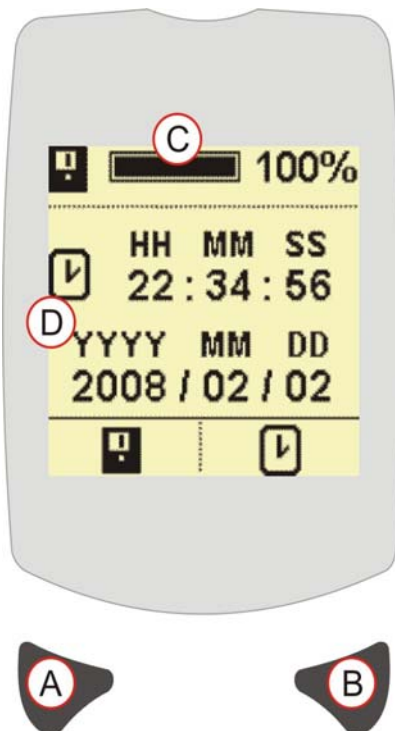 C
100%
HH MM SS
22 : 34 : 56
D
YYYY MM DD
2008 / 02 / 02
A B